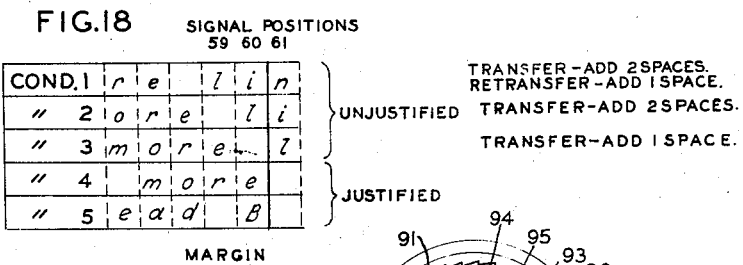 FIG.18
SIGNAL POSITIONS
59 60 61
COND.1 r e l i n
" 2 o r e l i
" 3 m o r e l
" 4 m o r e
" 5 e a d B
UNJUSTIFIED
JUSTIFIED
TRANSFER-ADD 2 SPACES.
RETRANSFER-ADD 1 SPACE.
TRANSFER-ADD 2 SPACES.
TRANSFER-ADD 1 SPACE.
MARGIN
91 94 95 93